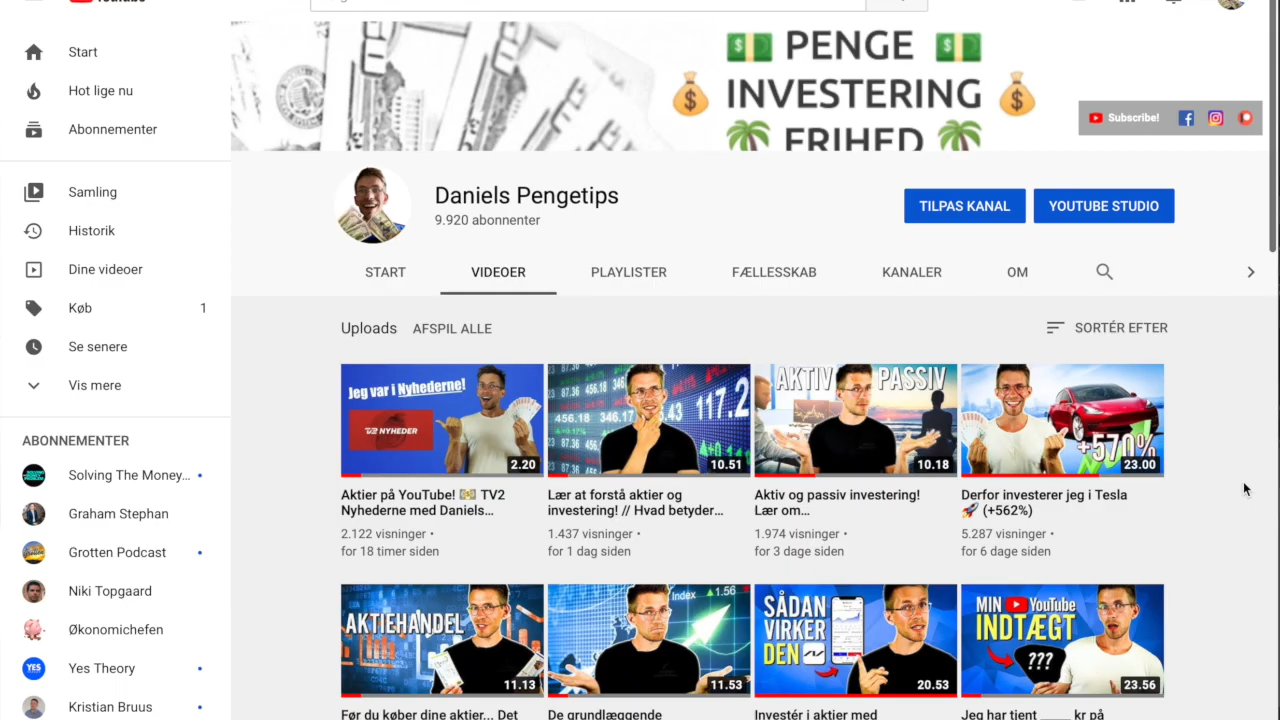 Start
Hot lige nu
Abonnementer
Samling
Historik
Dine videoer
Køb 1
Se senere
Vis mere
ABONNEMENTER
Solving The Money...
Graham Stephan
Grotten Podcast
Niki Topgaard
Økonomichefen
Yes Theory
Kristian Bruus
PENGE
INVESTERING
FRIHED
Subscribe!
Daniels Pengetips
9.920 abonnenter
TILPAS KANAL
YOUTUBE STUDIO
START VIDEOER PLAYLISTER FÆLLESSKAB KANALER OM
Uploads AFSPIL ALLE
SORTÉR EFTER
Jeg var i Nyhederne!
TV2 NYHEDER
2.20
Aktier på YouTube! 💵 TV2
Nyhederne med Daniels...
2.122 visninger •
for 18 timer siden
117.2
10.51
Lær at forstå aktier og
investering! // Hvad betyder...
1.437 visninger •
for 1 dag siden
AKTIV PASSIV
10.18
Aktiv og passiv investering!
Lær om...
1.974 visninger •
for 3 dage siden
+570%
23.00
Derfor investerer jeg i Tesla
🚀 (+562%)
5.287 visninger •
for 6 dage siden
AKTIEHANDEL
11.13
Før du køber dine aktier... Det
Index ▲1.56
11.53
De grundlæggende
SÅDAN
VIRKER
DEN
20.53
Investér i aktier med
MIN YouTube
INDTÆGT
???
23.56
Jeg har tjent ____ kr på